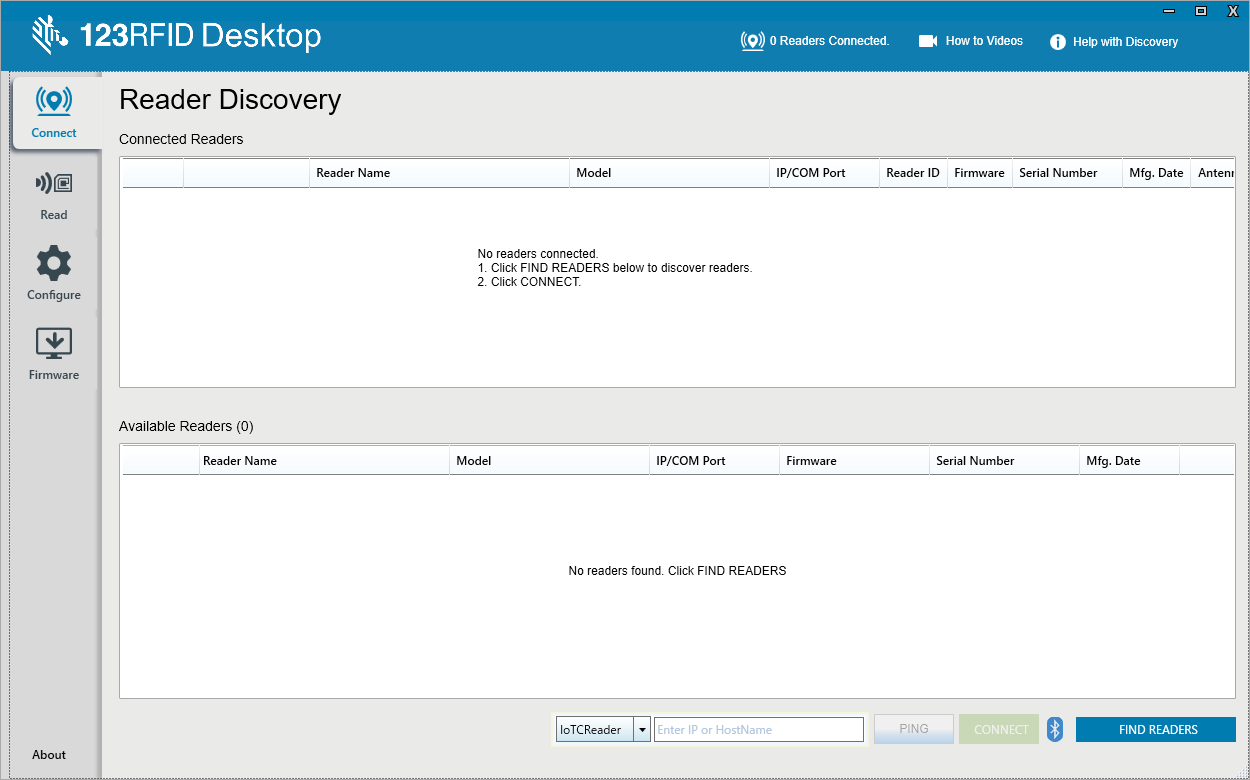 123RFID Desktop
X
0 Readers Connected.
How to Videos
Help with Discovery
Connect
Read
Configure
Firmware
About
Reader Discovery
Connected Readers
Reader Name Model IP/COM Port Reader ID Firmware Serial Number Mfg. Date Antenn
No readers connected.
1. Click FIND READERS below to discover readers.
2. Click CONNECT.
Available Readers (0)
Reader Name Model IP/COM Port Firmware Serial Number Mfg. Date
No readers found. Click FIND READERS
IoTCReader Enter IP or HostName PING CONNECT FIND READERS